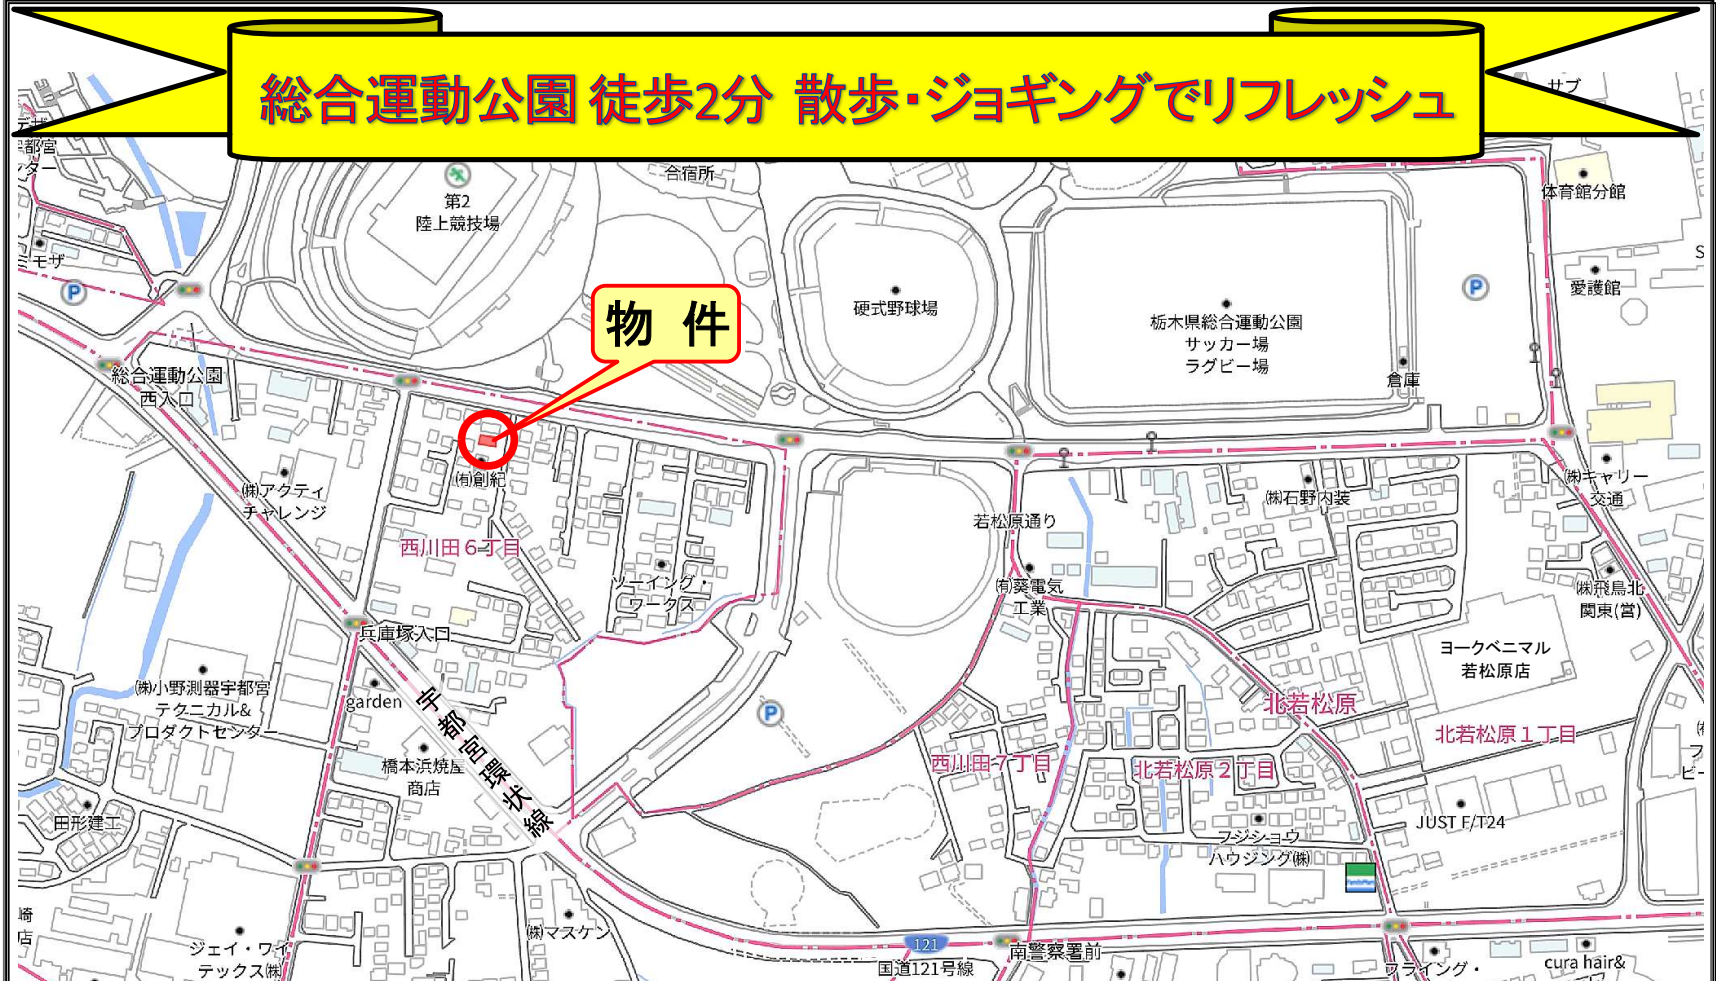 総合運動公園 徒歩2分 散歩・ジョギングでリフレッシュ
サブ
合宿所
第2
陸上競技場
体育館分館
ミモザ
P
硬式野球場
栃木県総合運動公園
サッカー場
ラグビー場
P
愛護館
物 件
倉庫
総合運動公園
西入口
㈲創紀
㈱アクティ
チャレンジ
㈱石野内装
㈱キャリー
交通
若松原通り
西川田6丁目
ソーイング・
ワークス
㈲葵電気
工業
㈱飛鳥北
関東(営)
兵庫塚入口
ヨークベニマル
若松原店
㈱小野測器宇都宮
テクニカル&
プロダクトセンター
garden
宇都宮環状線
P
北若松原
北若松原1丁目
橋本浜焼屋
商店
西川田7丁目
北若松原2丁目
田形建工
JUST F/T24
フジショウ
ハウジング㈱
ジェイ・ワイ
テックス㈱
㈱マスケン
121
国道121号線
南警察署前
フライング・
cura hair&